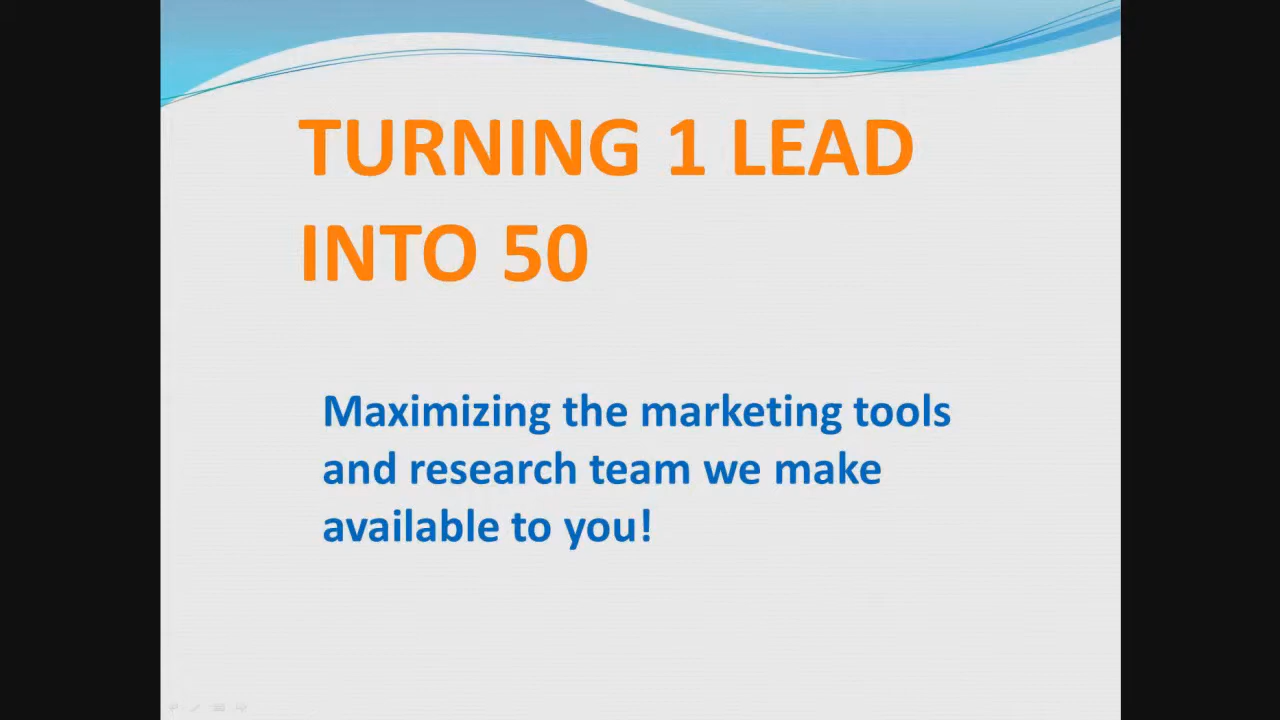 TURNING 1 LEAD
INTO 50
Maximizing the marketing tools
and research team we make
available to you!